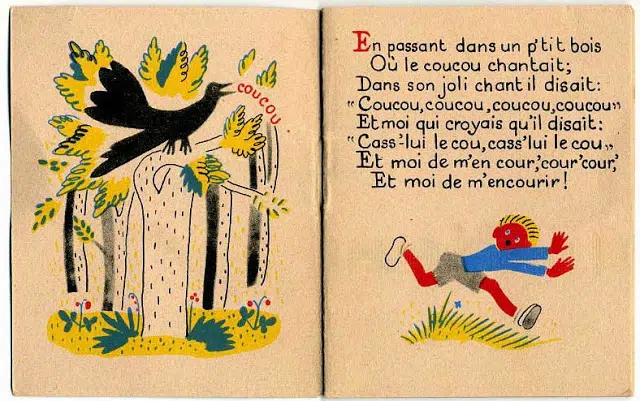 coucou
En passant dans un p'tit bois
Où le coucou chantait;
Dans son joli chant il disait:
"Coucou, coucou, coucou, coucou"
Et moi qui croyais qu'il disait:
"Cass'lui le cou, cass'lui le cou"
Et moi de m'en cour', cour' cour',
Et moi de m'encourir!